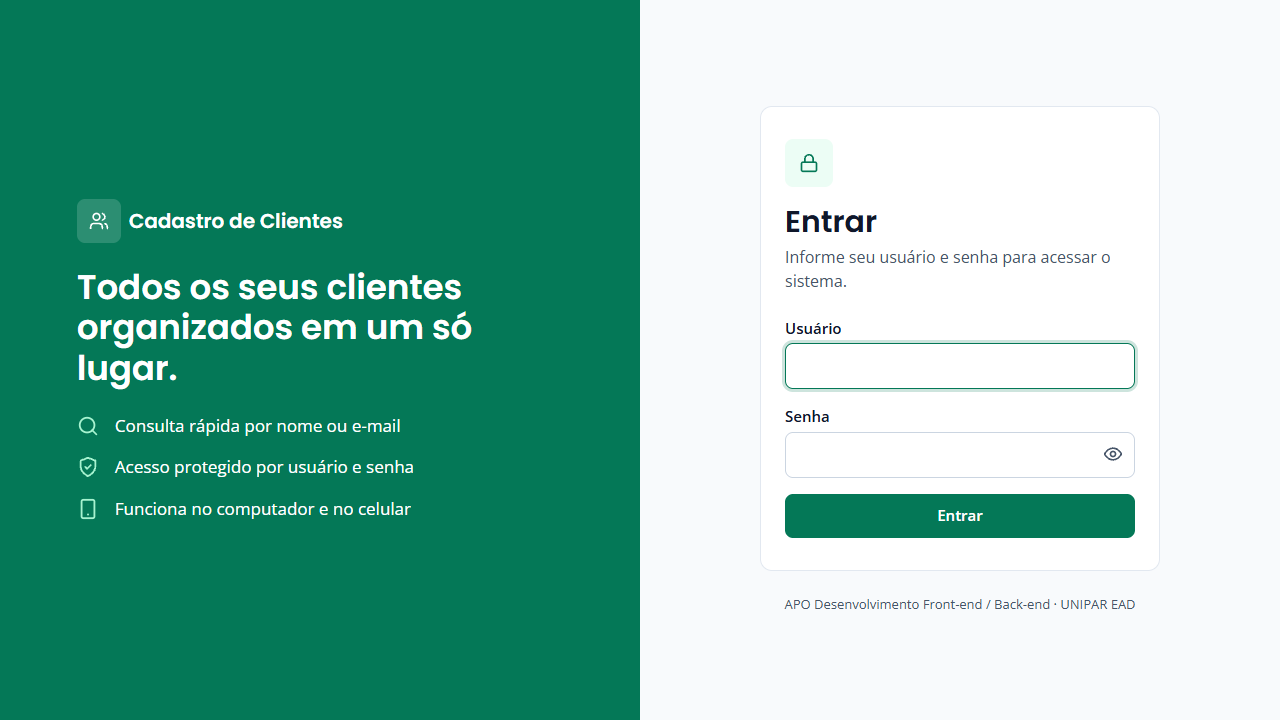 Cadastro de Clientes
Todos os seus clientes
organizados em um só
lugar.
Consulta rápida por nome ou e-mail
Acesso protegido por usuário e senha
Funciona no computador e no celular
Entrar
Informe seu usuário e senha para acessar o
sistema.
Usuário
Senha
Entrar
APO Desenvolvimento Front-end / Back-end · UNIPAR EAD